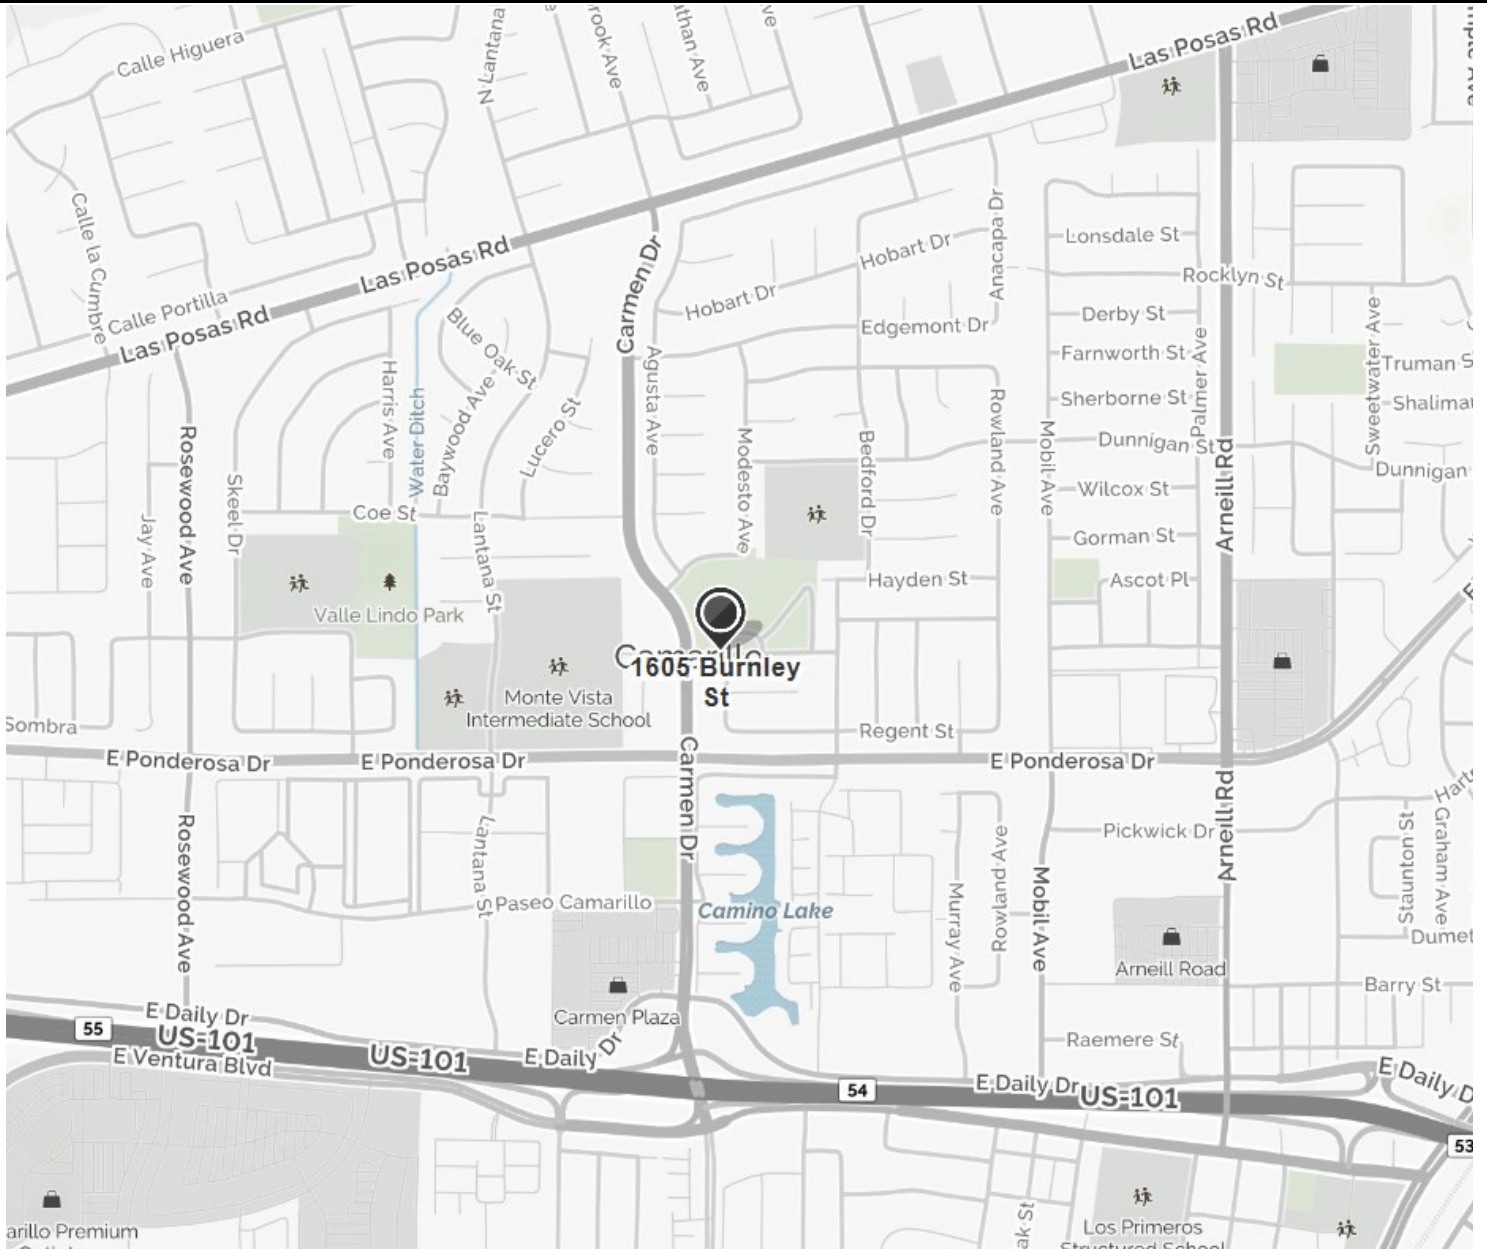 Las Posas Rd
Calle Higuera
N Lantana
Calle la Cumbre
Anacapa Dr
Lonsdale St
Hobart Dr
Las Posas Rd
Carmen Dr
Rocklyn St
Calle Portilla
Hobart Dr
Las Posas Rd
Derby St
Edgemont Dr
Blue Oak St
Farnworth St
Palmer Ave
Sweetwater Ave
Truman S
Harris Ave
Agusta Ave
Sherborne St
Shalimar
Water Ditch
Baywood Ave
Lucero St
Rowland Ave
Dunnigan St
Rosewood Ave
Modesto Ave
Bedford Dr
Mobil Ave
Dunnigan
Skeel Dr
Wilcox St
Arneill Rd
Coe St
Jay Ave
Lantana St
Gorman St
Hayden St
Ascot Pl
Valle Lindo Park
Camarillo
1605 Burnley
St
Monte Vista
Intermediate School
Sombra
Regent St
E Ponderosa Dr
E Ponderosa Dr
E Ponderosa Dr
Carmen Dr
Arneill Rd
Rosewood Ave
Lantana St
Pickwick Dr
Staunton St
Graham Ave
Rowland Ave
Murray Ave
Mobil Ave
Paseo Camarillo
Camino Lake
Dumet
Arneill Road
Barry St
E Daily Dr
Carmen Plaza
55
US-101
US-101
E Daily Dr
Raemere St
E Ventura Blvd
54
E Daily Dr
US-101
E Daily D
53
arillo Premium
Los Primeros
Structured School
ak St